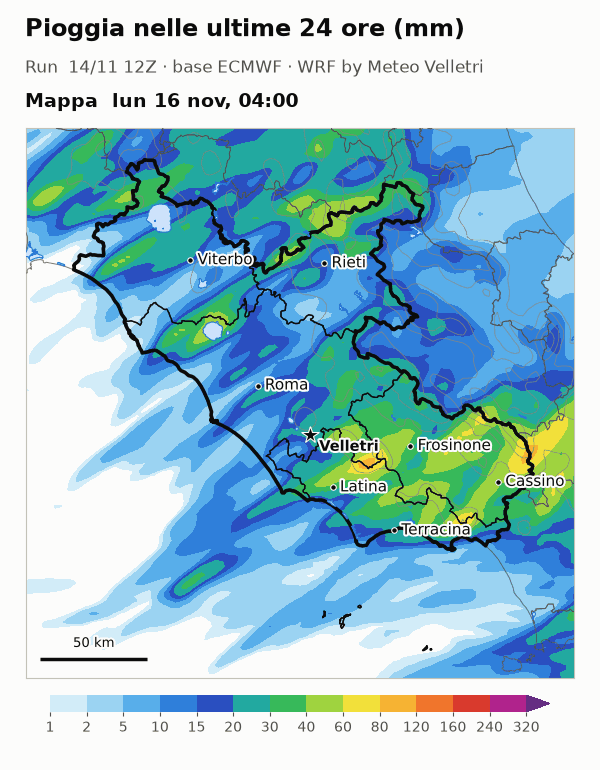 Pioggia nelle ultime 24 ore (mm)
Run  14/11 12Z · base ECMWF · WRF by Meteo Velletri
Mappa  lun 16 nov, 04:00
Viterbo
Rieti
Roma
Velletri
Frosinone
Latina
Cassino
Terracina
50 km
1 2 5 10 15 20 30 40 60 80 120 160 240 320